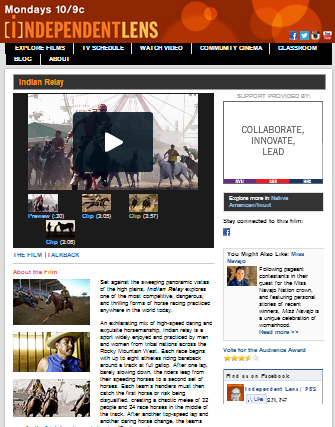 Mondays 10/9c
[i]NDEPENDENTLENS
EXPLORE FILMS TV SCHEDULE WATCH VIDEO COMMUNITY CINEMA CLASSROOM
BLOG ABOUT
Indian Relay
Preview (:30) Clip (3:05) Clip (3:57)
Clip (3:06)
THE FILM | TALKBACK
About the Film
Set against the sweeping panoramic vistas
of the high plains, Indian Relay explores
one of the most competitive, dangerous,
and thrilling forms of horse racing practiced
anywhere in the world today.
An exhilarating mix of high-speed daring and
exquisite horsemanship, Indian relay is a
sport widely enjoyed and practiced by men
and women from tribal nations across the
Rocky Mountain West. Each race begins
with up to eight athletes riding bareback
around a track at full gallop. After one lap,
barely slowing down, the riders leap from
their speeding horses to a second set of
horses. Each team's handlers must then
catch the first horse or risk being
disqualified, creating a chaotic melee of 32
people and 24 race horses in the middle of
the track. After another top-speed lap and
another daring horse change, the teams
SUPPORT PROVIDED BY:
COLLABORATE,
INNOVATE,
LEAD
Explore more in Native
American/Inuit
Stay connected to this film:
You Might Also Like: Miss
Navajo
Following pageant
contestants in their
quest for the Miss
Navajo Nation crown,
and featuring personal
stories of recent
winners, Miss Navajo is
a unique celebration of
womanhood.
Read more >>
Vote for the Audience Award
Find us on Facebook
Independent Lens | PBS
Like